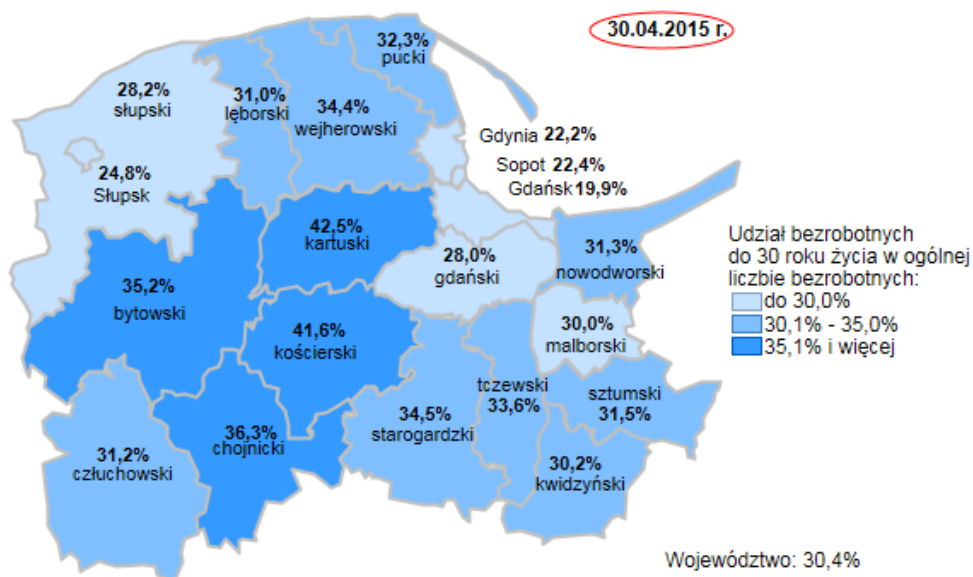 30.04.2015 r.
32,3%
pucki
28,2%
słupski
31,0%
lęborski
34,4%
wejherowski
Gdynia 22,2%
Sopot 22,4%
Gdańsk 19,9%
24,8%
Słupsk
42,5%
kartuski
28,0%
gdański
31,3%
nowodworski
Udział bezrobotnych
do 30 roku życia w ogólnej
liczbie bezrobotnych:
do 30,0%
30,1% - 35,0%
35,1% i więcej
35,2%
bytowski
41,6%
kościerski
30,0%
malborski
tczewski
33,6%
sztumski
31,5%
34,5%
starogardzki
36,3%
chojnicki
31,2%
człuchowski
30,2%
kwidzyński
Województwo: 30,4%